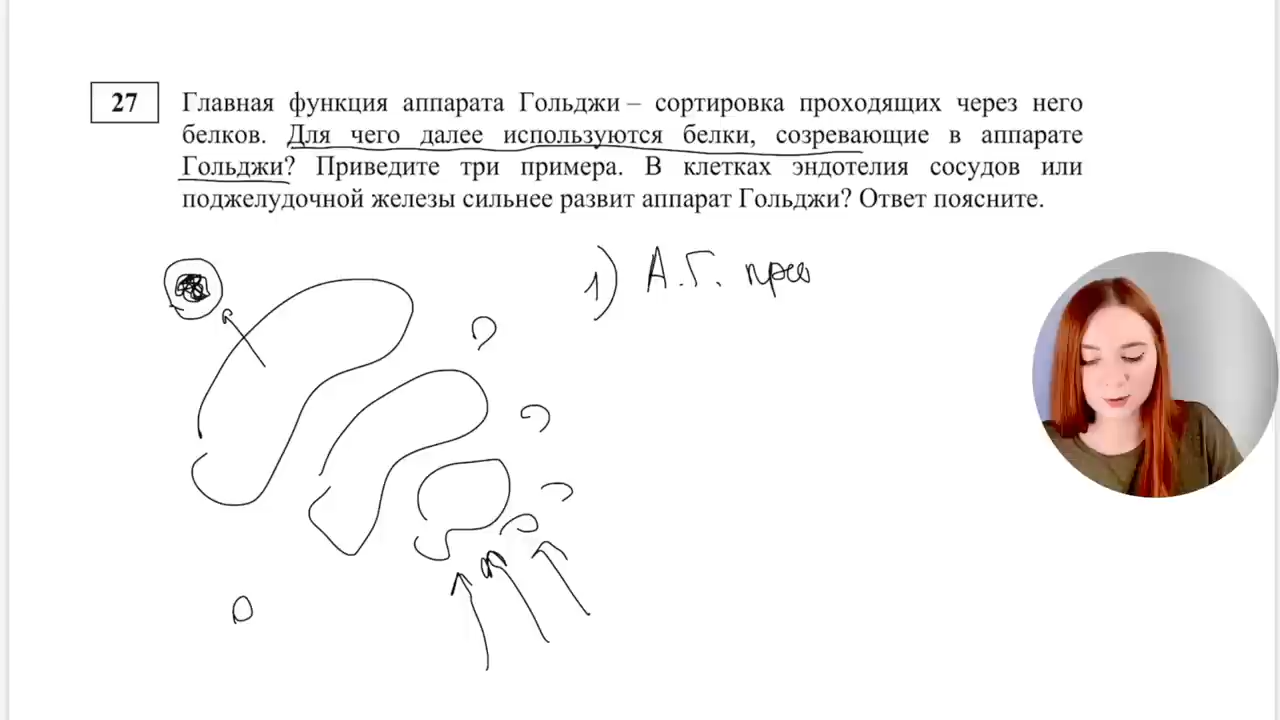 27
Главная функция аппарата Гольджи – сортировка проходящих через него
белков. Для чего далее используются белки, созревающие в аппарате
Гольджи? Приведите три примера. В клетках эндотелия сосудов или
поджелудочной железы сильнее развит аппарат Гольджи? Ответ поясните.
1) А.Г.